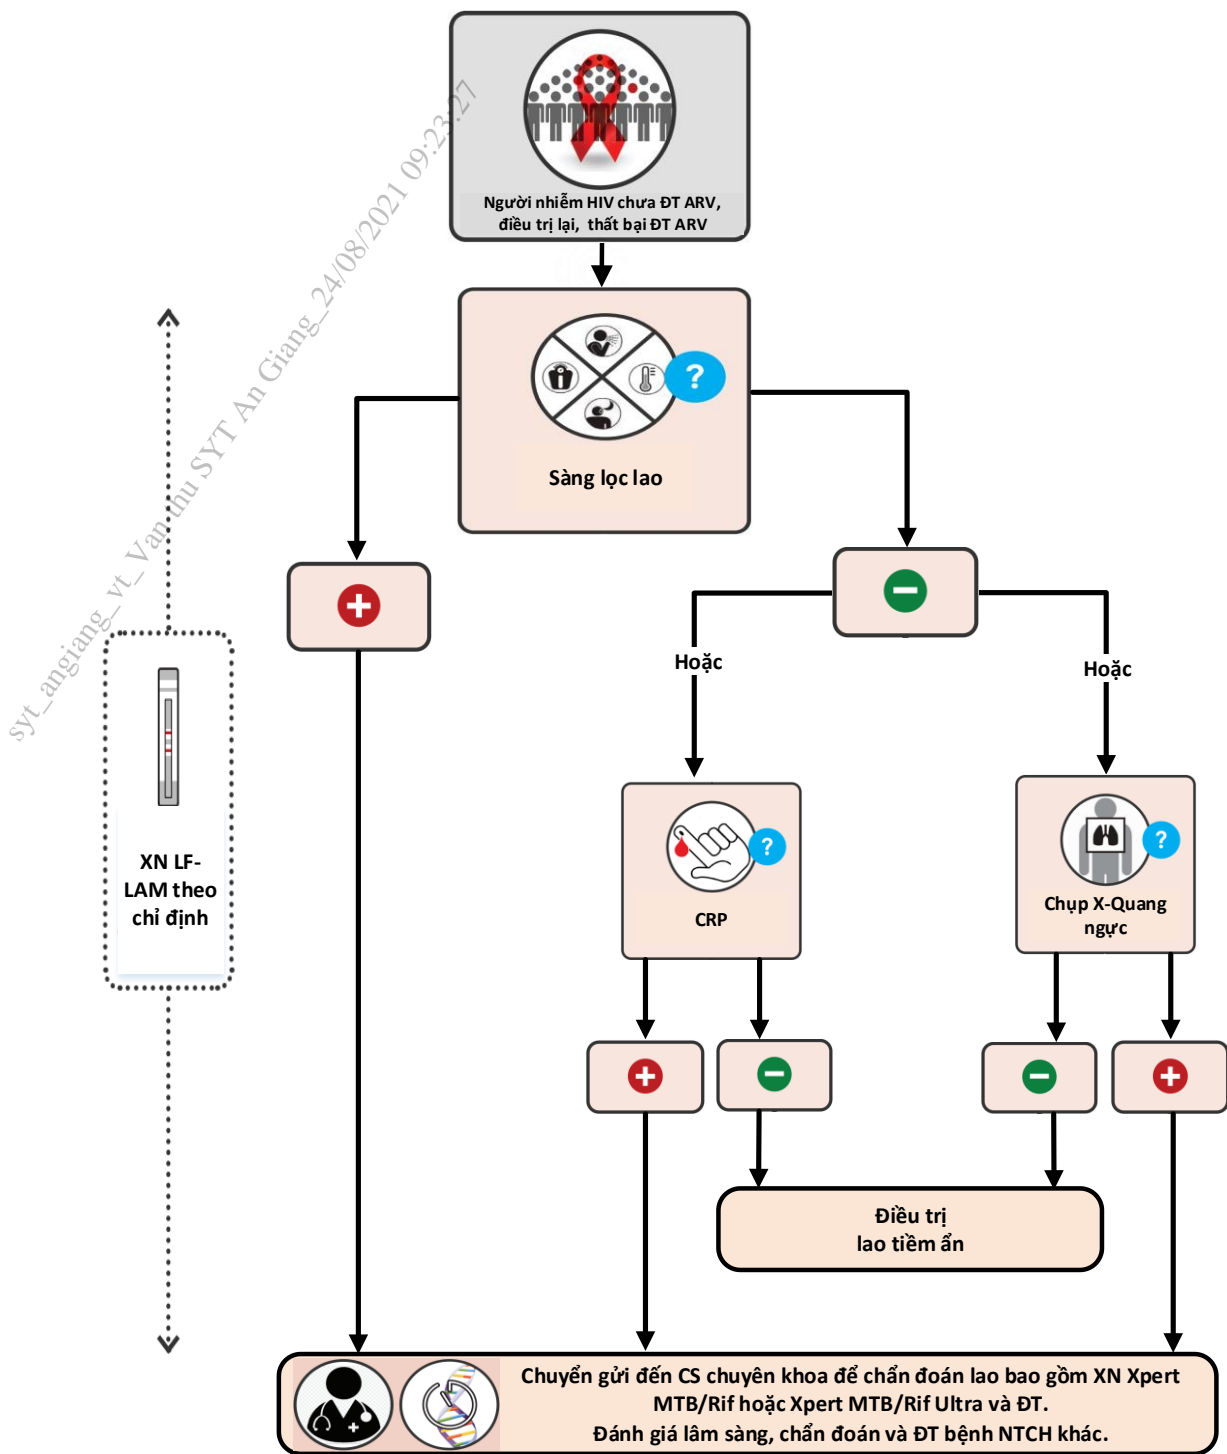 Người nhiễm HIV chưa ĐT ARV,
điều trị lại, thất bại ĐT ARV
syt_angiang_vt_Van thu SYT An Giang_24/08/2021 09:23:27
?
Sàng lọc lao
Hoặc
Hoặc
XN LF-
LAM theo
chỉ định
?
CRP
?
Chụp X-Quang
ngực
Điều trị
lao tiềm ẩn
Chuyển gửi đến CS chuyên khoa để chẩn đoán lao bao gồm XN Xpert
MTB/Rif hoặc Xpert MTB/Rif Ultra và ĐT.
Đánh giá lâm sàng, chẩn đoán và ĐT bệnh NTCH khác.